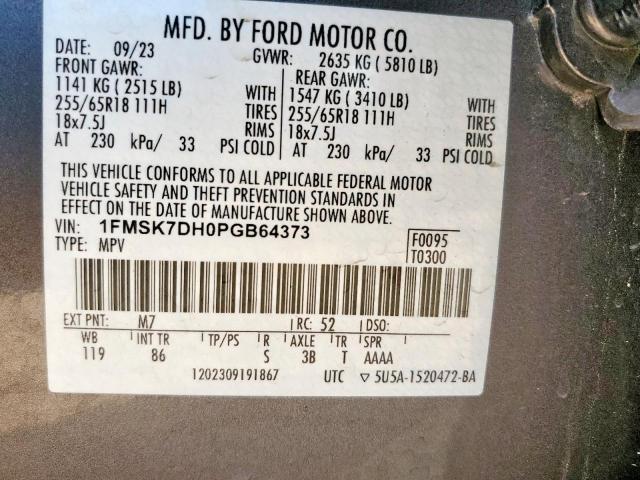 MFD. BY FORD MOTOR CO.
DATE: 09/23 GVWR: 2635 KG ( 5810 LB)
FRONT GAWR: REAR GAWR:
1141 KG ( 2515 LB) WITH 1547 KG ( 3410 LB) WITH
255/65R18 111H TIRES 255/65R18 111H TIRES
18x7.5J RIMS 18x7.5J RIMS
AT 230 kPa/ 33 PSI COLD AT 230 kPa/ 33 PSI COLD
THIS VEHICLE CONFORMS TO ALL APPLICABLE FEDERAL MOTOR
VEHICLE SAFETY AND THEFT PREVENTION STANDARDS IN
EFFECT ON THE DATE OF MANUFACTURE SHOWN ABOVE.
VIN: 1FMSK7DH0PGB64373 F0095
TYPE: MPV T0300
EXT PNT: M7 RC: 52 DSO:
WB INT TR TP/PS R AXLE TR SPR
119 86 S 3B T AAAA
1202309191867 UTC ▽ 5U5A-1520472-BA